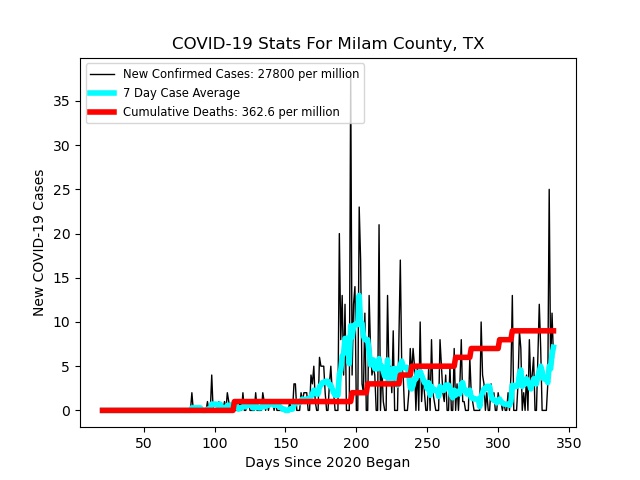 COVID-19 Stats For Milam County, TX
New Confirmed Cases: 27800 per million
7 Day Case Average
Cumulative Deaths: 362.6 per million
35
30
25
20
15
10
5
0
New COVID-19 Cases
50
100
150
200
250
300
350
Days Since 2020 Began